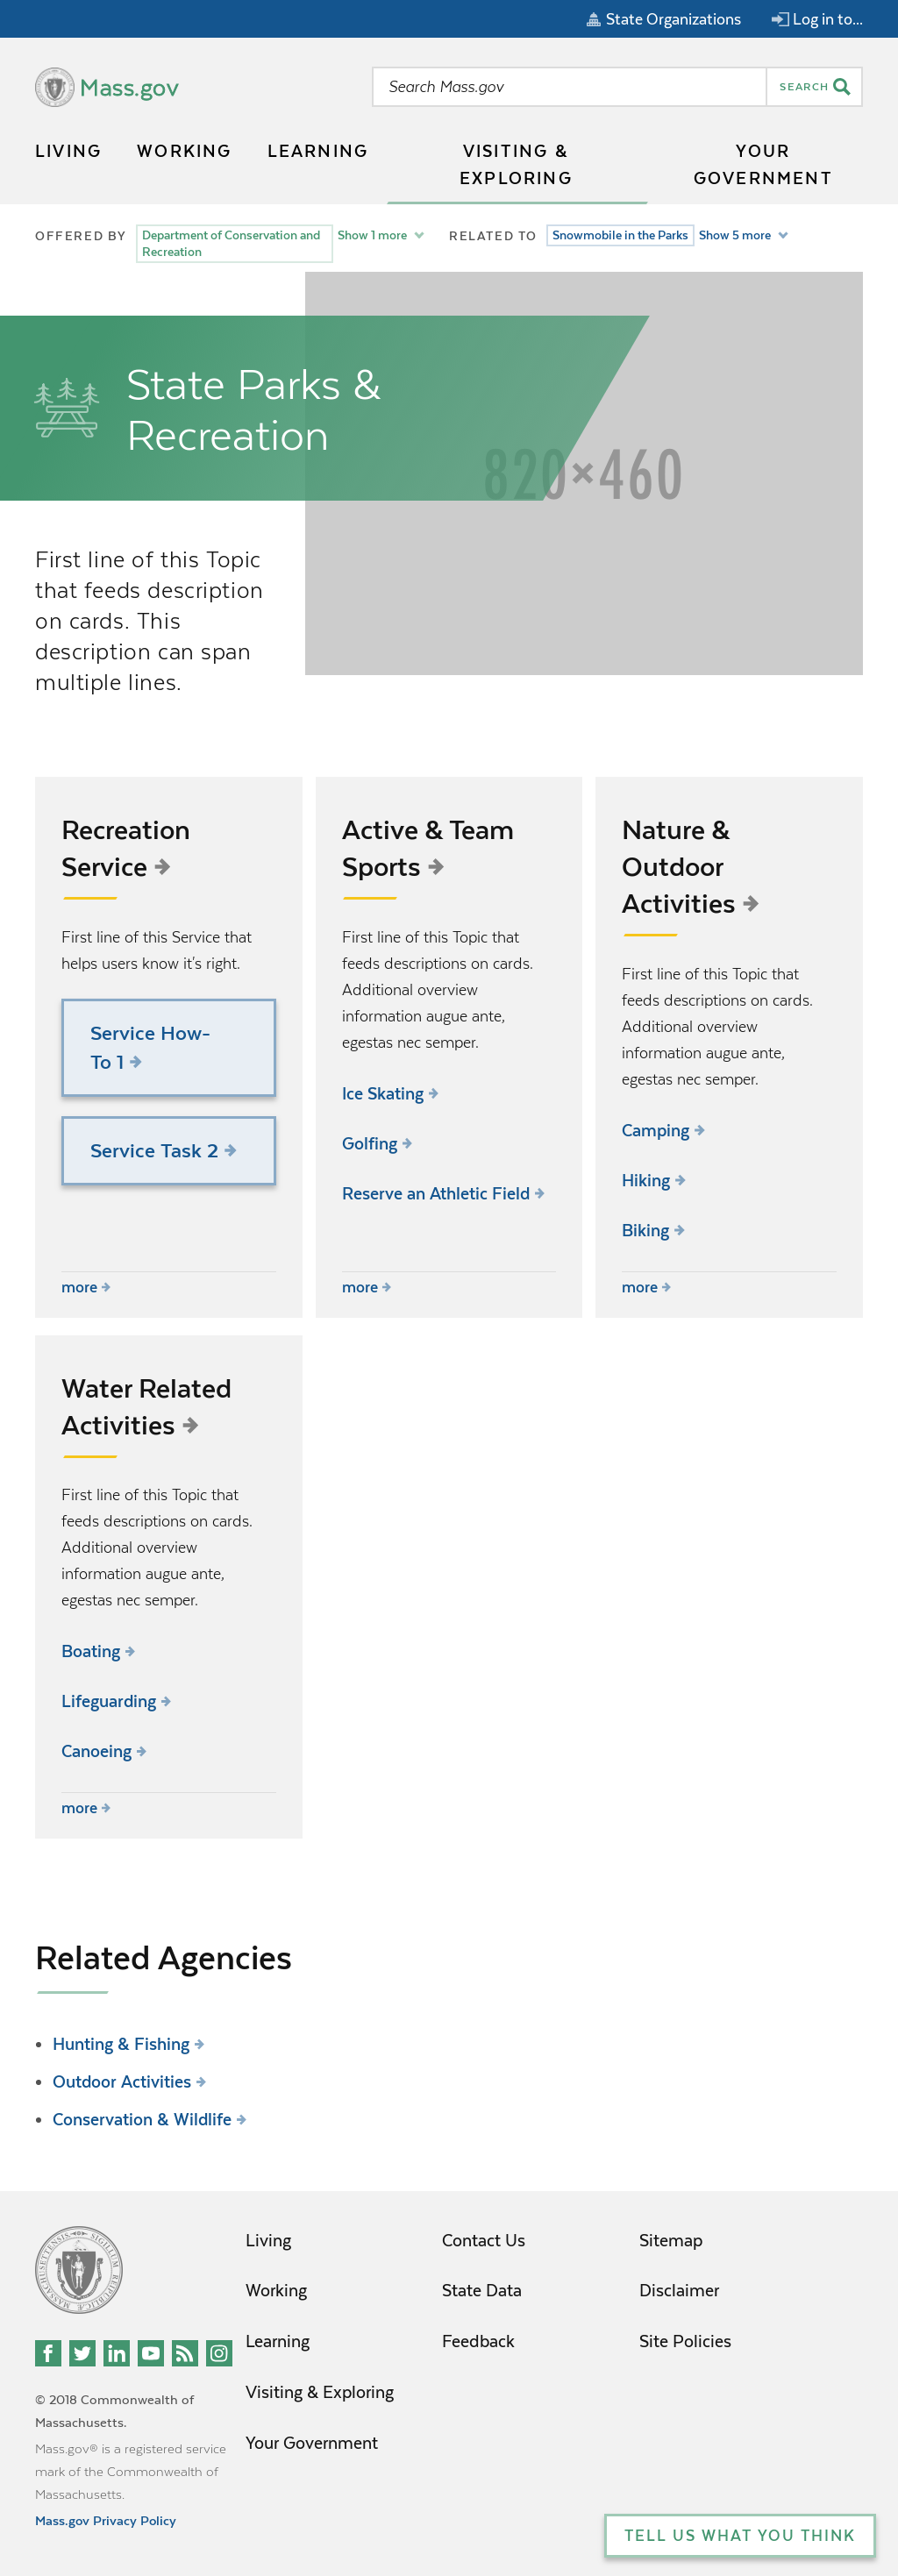 State Organizations
Log in to...
Mass.gov
Search Mass.gov
SEARCH
LIVING
WORKING
LEARNING
VISITING &
EXPLORING
YOUR
GOVERNMENT
OFFERED BY
Department of Conservation and
Recreation
Show 1 more
RELATED TO
Snowmobile in the Parks
Show 5 more
State Parks &
Recreation
820×460
First line of this Topic
that feeds description
on cards. This
description can span
multiple lines.
Recreation
Service
First line of this Service that
helps users know it's right.
Service How-
To 1
Service Task 2
more
Active & Team
Sports
First line of this Topic that
feeds descriptions on cards.
Additional overview
information augue ante,
egestas nec semper.
Ice Skating
Golfing
Reserve an Athletic Field
more
Nature &
Outdoor
Activities
First line of this Topic that
feeds descriptions on cards.
Additional overview
information augue ante,
egestas nec semper.
Camping
Hiking
Biking
more
Water Related
Activities
First line of this Topic that
feeds descriptions on cards.
Additional overview
information augue ante,
egestas nec semper.
Boating
Lifeguarding
Canoeing
more
Related Agencies
Hunting & Fishing
Outdoor Activities
Conservation & Wildlife
© 2018 Commonwealth of
Massachusetts.
Mass.gov® is a registered service
mark of the Commonwealth of
Massachusetts.
Mass.gov Privacy Policy
Living
Working
Learning
Visiting & Exploring
Your Government
Contact Us
State Data
Feedback
Sitemap
Disclaimer
Site Policies
TELL US WHAT YOU THINK